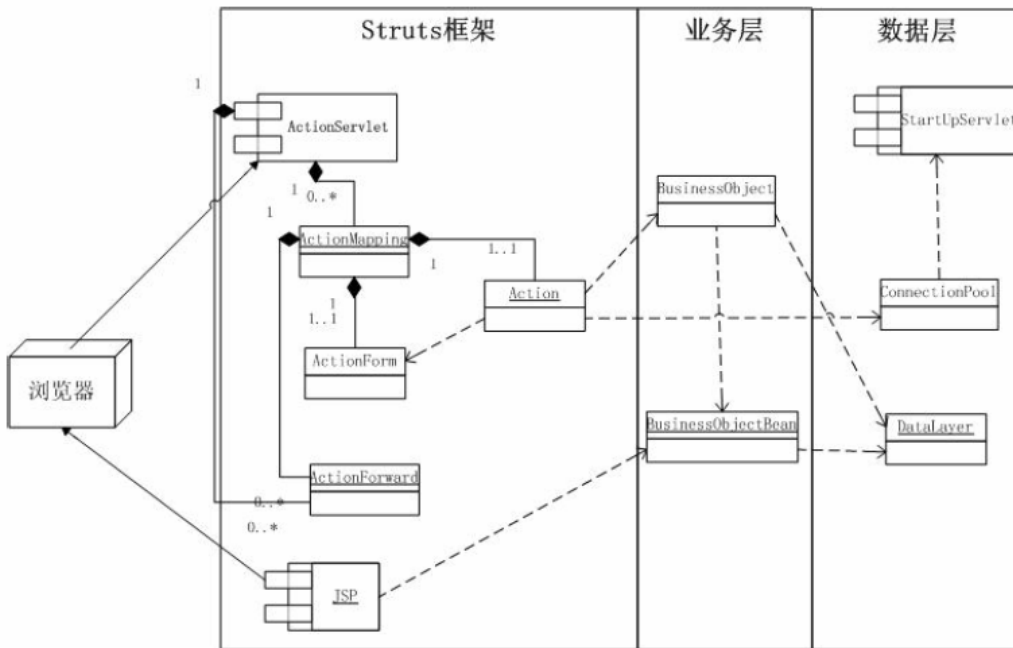 Struts框架
业务层
数据层
1
ActionServlet
StartUpServlet
1
0..*
BusinessObject
1
ActionMapping
1..1
1
Action
ConnectionPool
1
1..1
ActionForm
浏览器
BusinessObjectBean
DataLayer
ActionForward
0..*
0..*
JSP